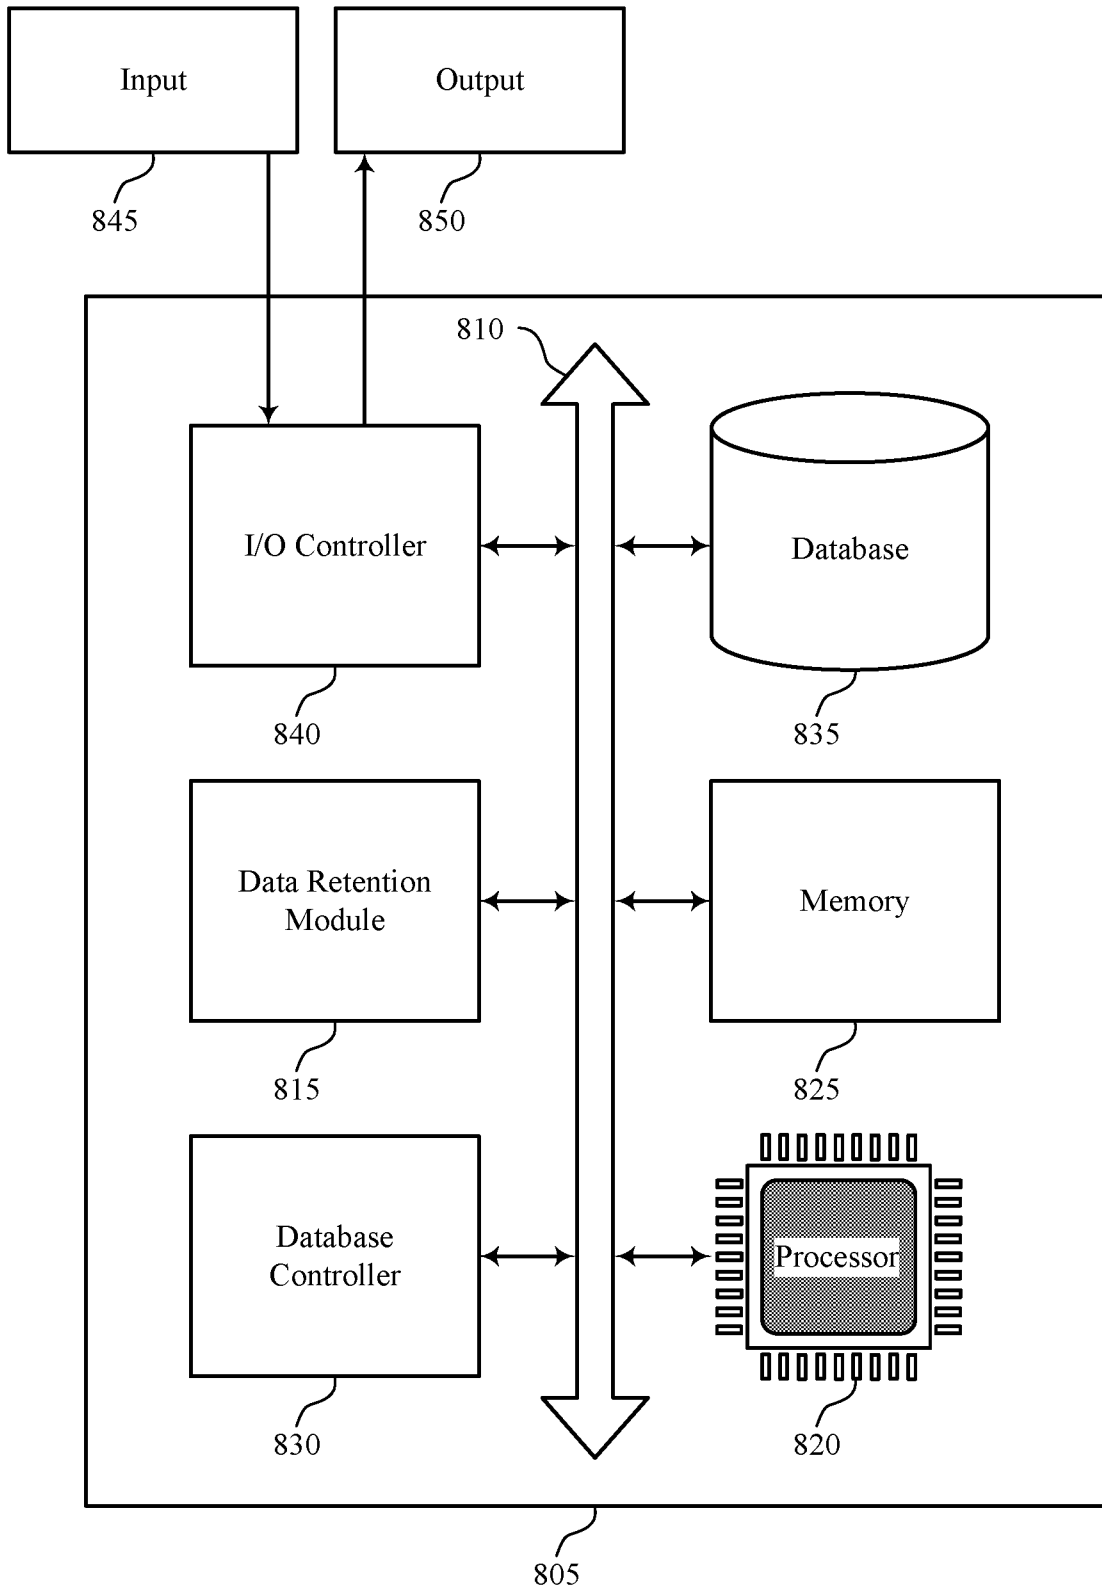 Input
Output
845
850
810
I/O Controller
Database
840
835
Data Retention
Module
Memory
815
825
Database
Controller
Processor
830
820
805